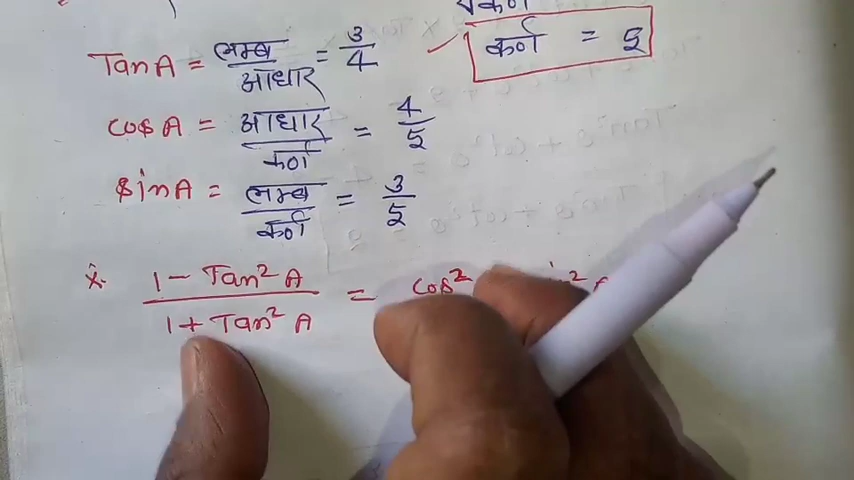 कर्ण = 5
TanA = लम्ब/आधार = 3/4
cosA = आधार/कर्ण = 4/5
sinA = लम्ब/कर्ण = 3/5
(1 - Tan²A)/(1 + Tan²A) = cos²